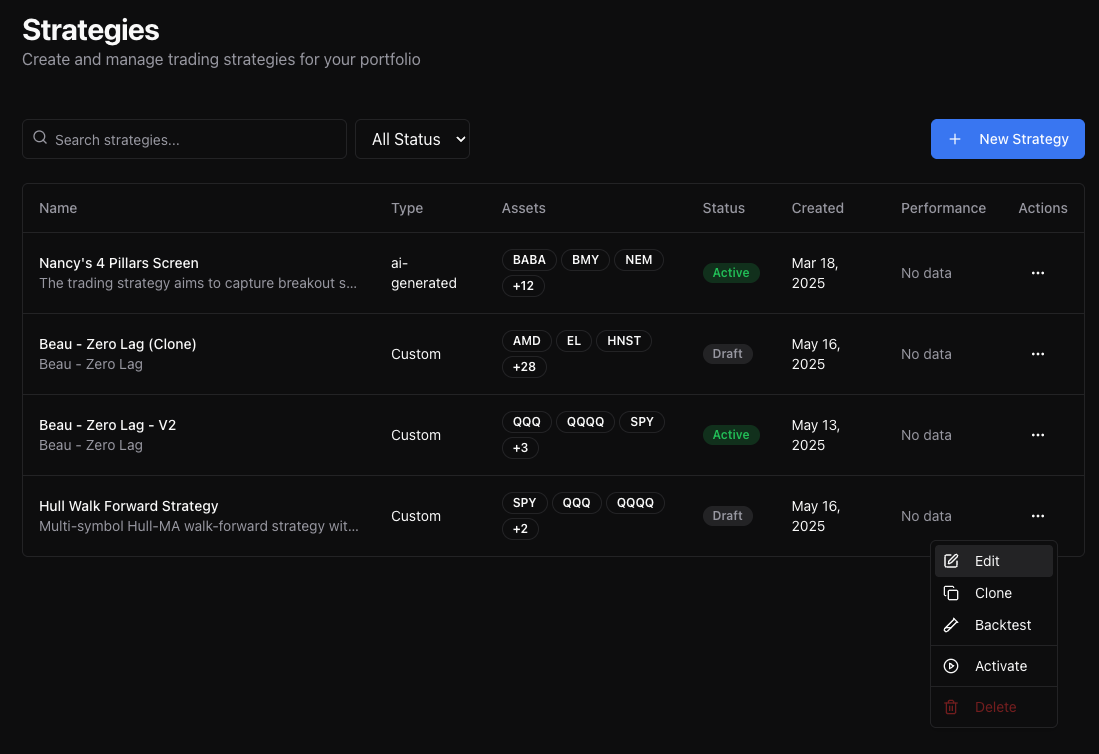 Strategies
Create and manage trading strategies for your portfolio
Search strategies...
All Status
New Strategy
Name Type Assets Status Created Performance Actions
Nancy's 4 Pillars Screen
The trading strategy aims to capture breakout s...
ai-
generated
BABA BMY NEM
+12
Active
Mar 18,
2025
No data
Beau - Zero Lag (Clone)
Beau - Zero Lag
Custom
AMD EL HNST
+28
Draft
May 16,
2025
No data
Beau - Zero Lag - V2
Beau - Zero Lag
Custom
QQQ QQQQ SPY
+3
Active
May 13,
2025
No data
Hull Walk Forward Strategy
Multi-symbol Hull-MA walk-forward strategy wit...
Custom
SPY QQQ QQQQ
+2
Draft
May 16,
2025
No data
Edit
Clone
Backtest
Activate
Delete